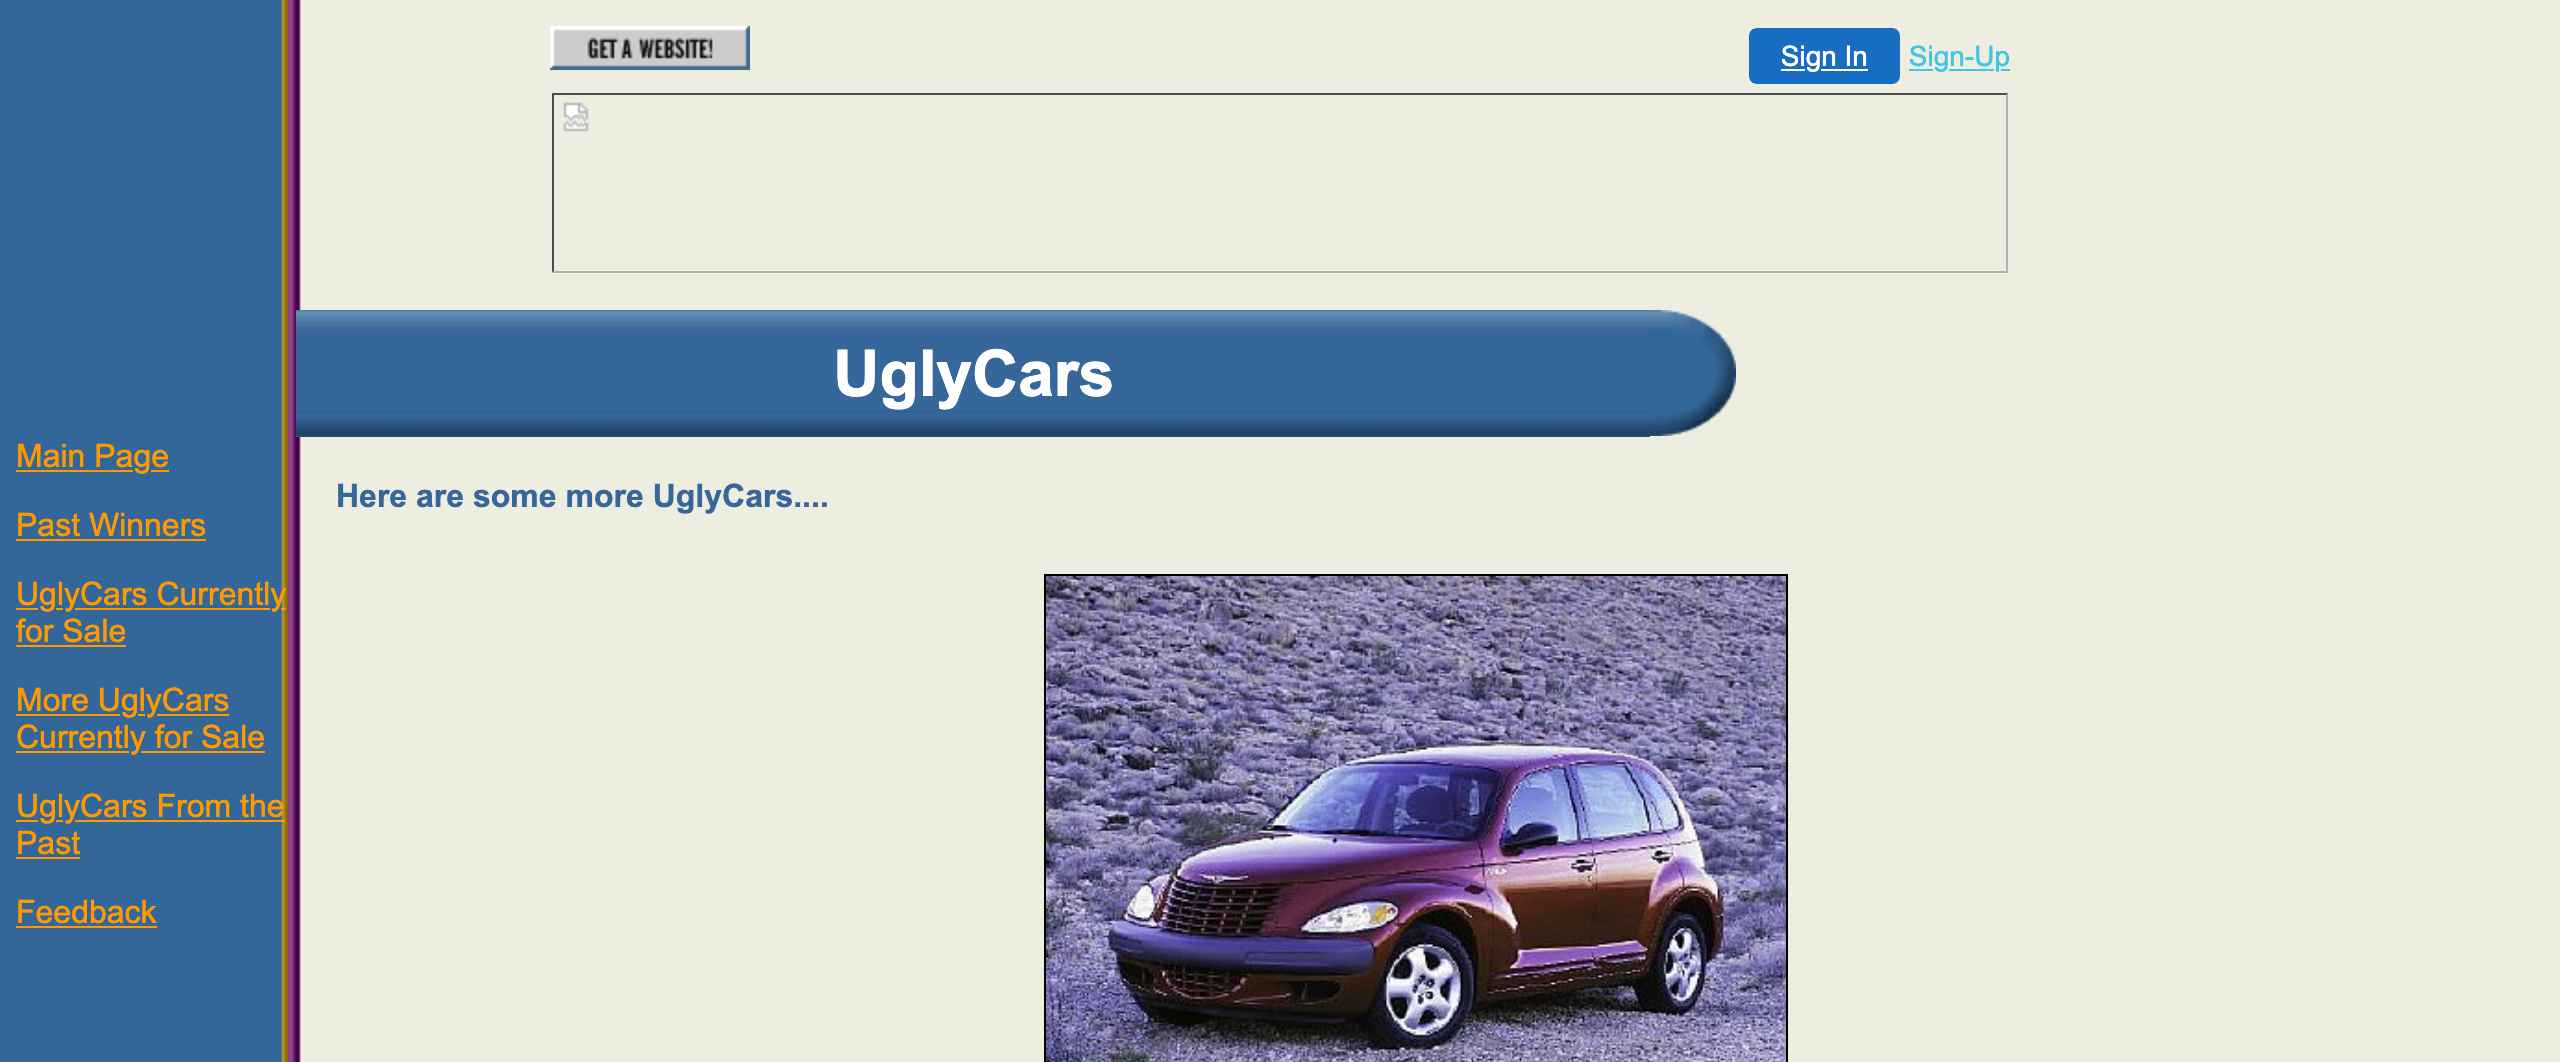 GET A WEBSITE!
Sign In Sign-Up
UglyCars
Main Page
Past Winners
UglyCars Currently
for Sale
More UglyCars
Currently for Sale
UglyCars From the
Past
Feedback
Here are some more UglyCars....